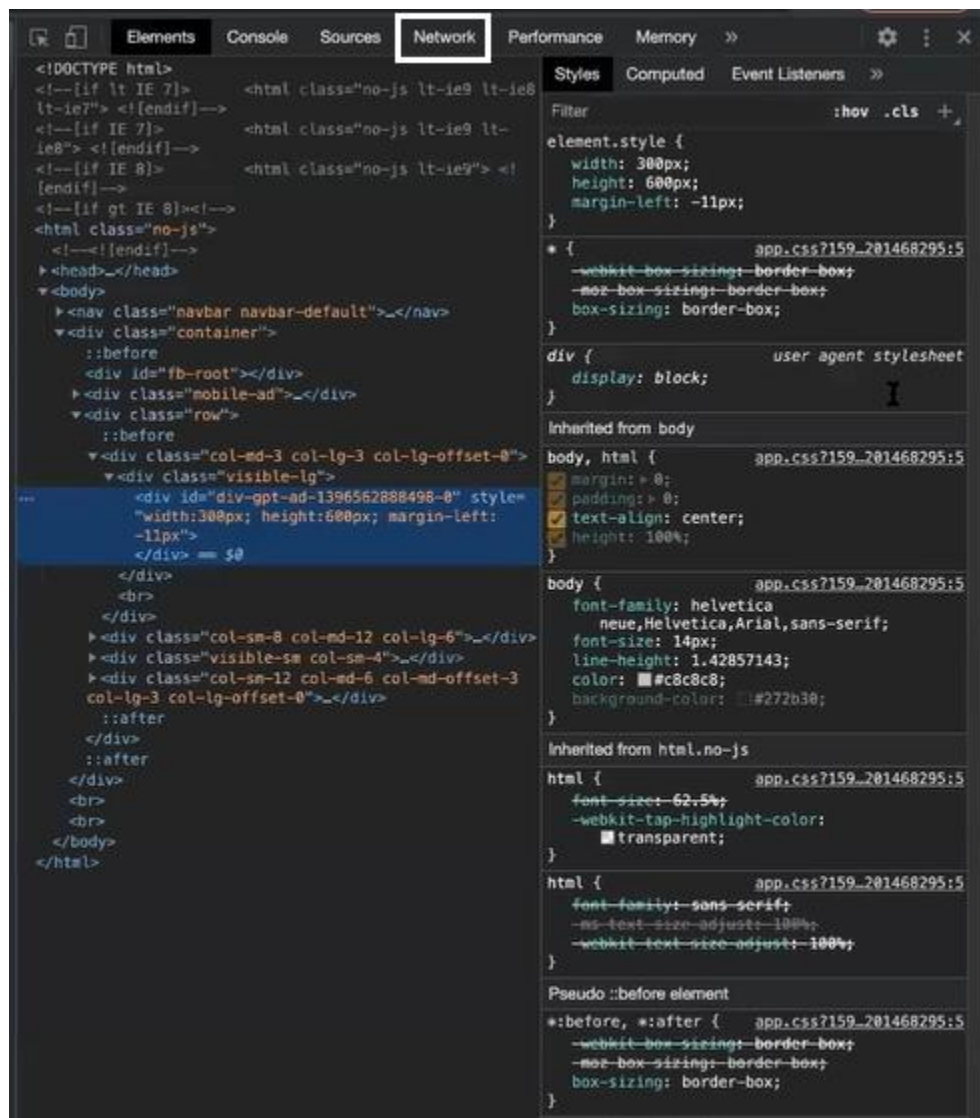 Elements Console Sources Network Performance Memory »
<!DOCTYPE html>
<!--[if lt IE 7]> <html class="no-js lt-ie9 lt-ie8
lt-ie7"> <![endif]-->
<!--[if IE 7]> <html class="no-js lt-ie9 lt-
ie8"> <![endif]-->
<!--[if IE 8]> <html class="no-js lt-ie9"> <!
[endif]-->
<!--[if gt IE 8]><!-->
<html class="no-js">
<!--<![endif]-->
▶<head>…</head>
▼<body>
▶<nav class="navbar navbar-default">…</nav>
▼<div class="container">
::before
<div id="fb-root"></div>
▶<div class="mobile-ad">…</div>
▼<div class="row">
::before
▼<div class="col-md-3 col-lg-3 col-lg-offset-0">
▼<div class="visible-lg">
<div id="div-gpt-ad-1396562888498-0" style=
"width:300px; height:600px; margin-left:
-11px">
</div> == $0
</div>
<br>
</div>
▶<div class="col-sm-8 col-md-12 col-lg-6">…</div>
▶<div class="visible-sm col-sm-4">…</div>
▶<div class="col-sm-12 col-md-6 col-md-offset-3
col-lg-3 col-lg-offset-0">…</div>
::after
</div>
::after
</div>
<br>
<br>
</body>
</html>
Styles Computed Event Listeners »
Filter :hov .cls +
element.style {
width: 300px;
height: 600px;
margin-left: -11px;
}
* { app.css?159…201468295:5
-webkit-box-sizing: border-box;
-moz-box-sizing: border-box;
box-sizing: border-box;
}
div { user agent stylesheet
display: block;
}
Inherited from body
body, html { app.css?159…201468295:5
margin:▶ 0;
padding:▶ 0;
text-align: center;
height: 100%;
}
body { app.css?159…201468295:5
font-family: helvetica
neue,Helvetica,Arial,sans-serif;
font-size: 14px;
line-height: 1.42857143;
color: #c8c8c8;
background-color: #272b30;
}
Inherited from html.no-js
html { app.css?159…201468295:5
font-size: 62.5%;
-webkit-tap-highlight-color:
transparent;
}
html { app.css?159…201468295:5
font-family: sans-serif;
-ms-text-size-adjust: 100%;
-webkit-text-size-adjust: 100%;
}
Pseudo ::before element
*:before, *:after { app.css?159…201468295:5
-webkit-box-sizing: border-box;
-moz-box-sizing: border-box;
box-sizing: border-box;
}